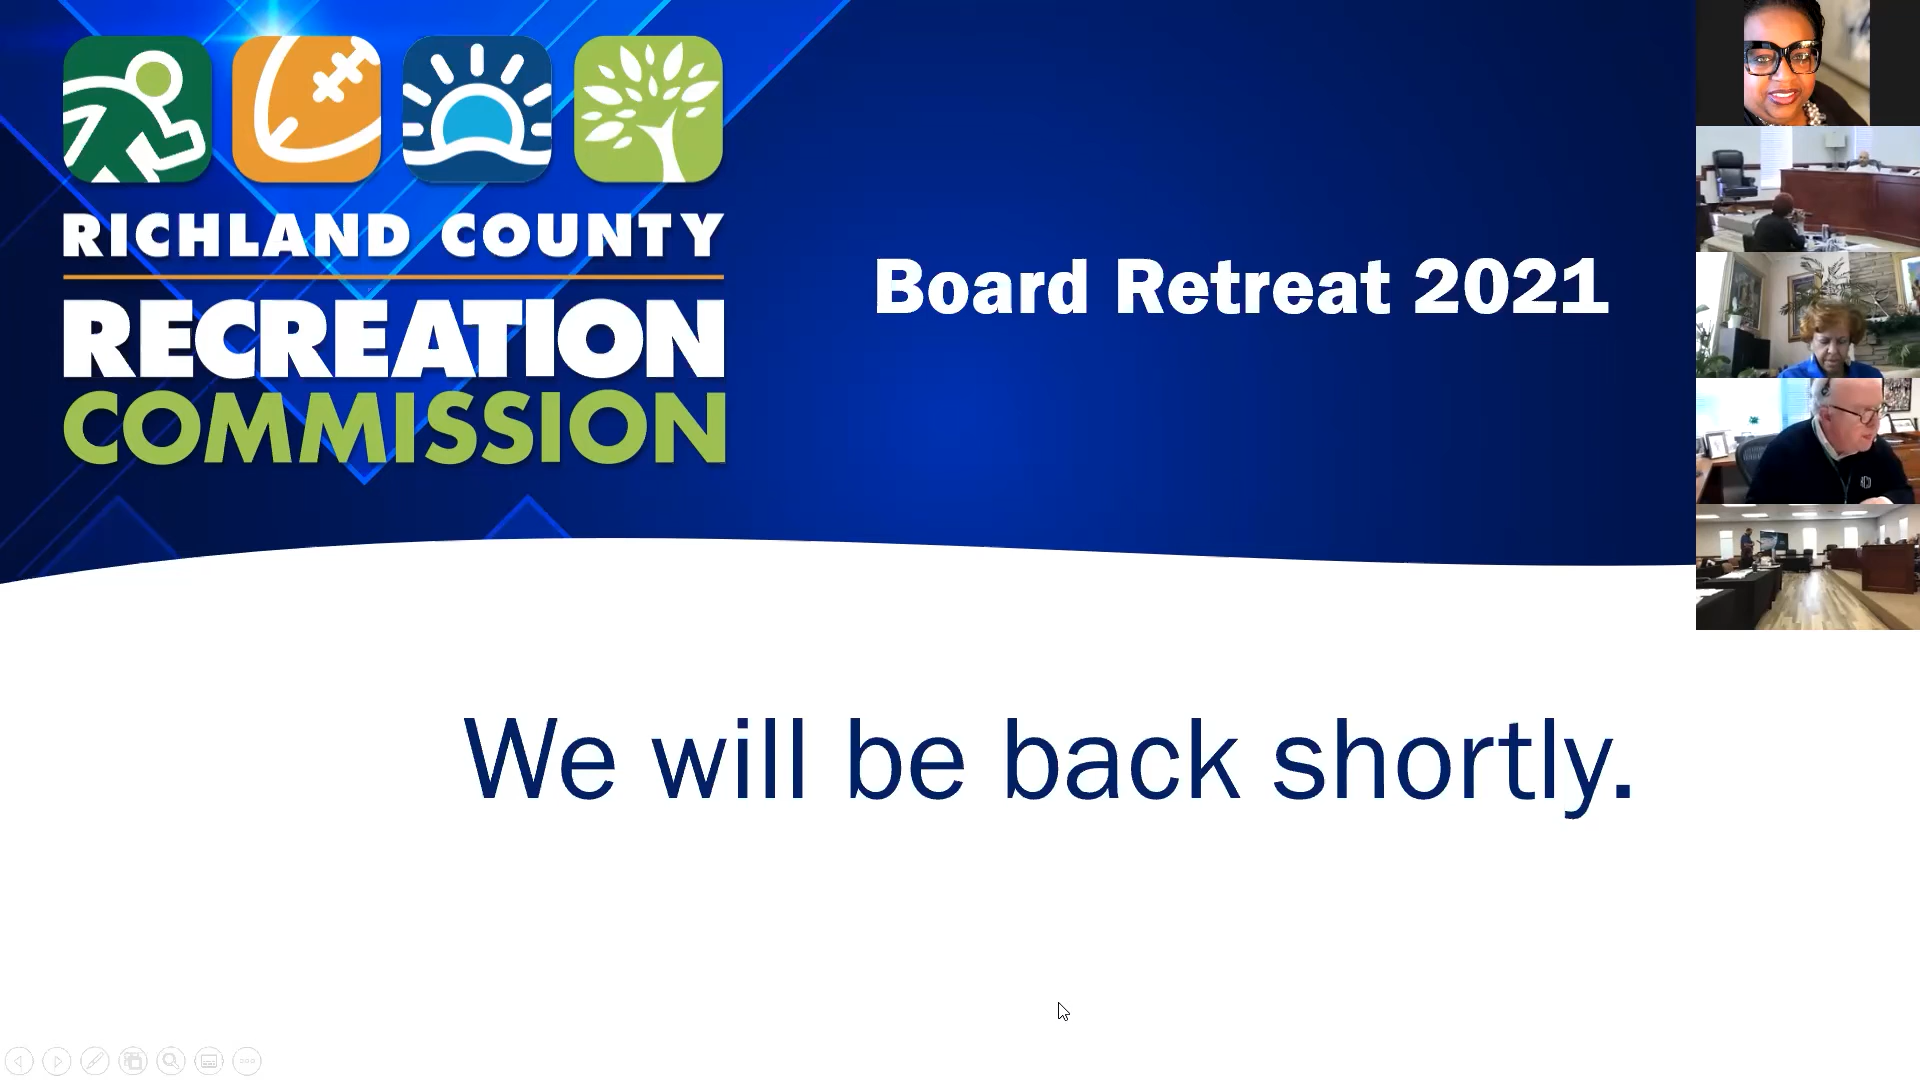 RICHLAND COUNTY
RECREATION
COMMISSION
Board Retreat 2021
We will be back shortly.